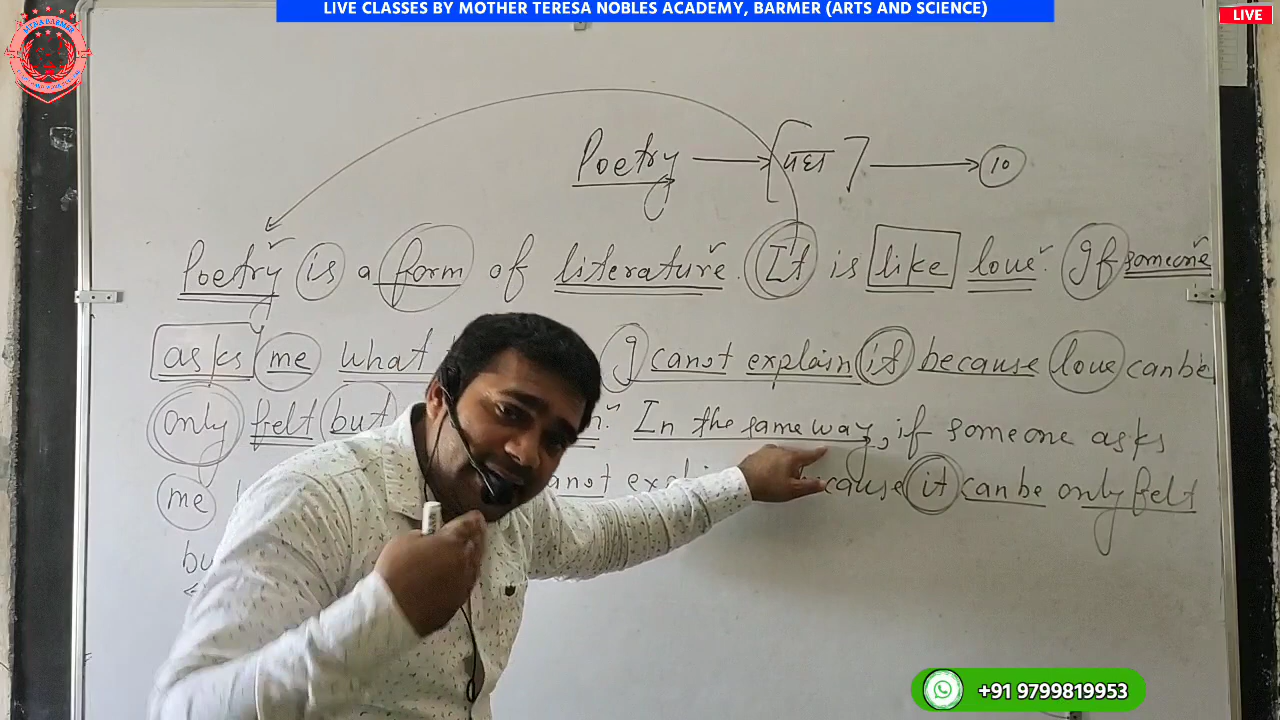 LIVE CLASSES BY MOTHER TERESA NOBLES ACADEMY, BARMER (ARTS AND SCIENCE)
LIVE
MTNA BARMER
Poetry → [पद्य] → 10
Poetry is a form of literature. It is like love. If someone
asks me what I canot explain it because love canbe
only felt but In the same way, if someone asks
me canot because it can be only felt
+91 9799819953